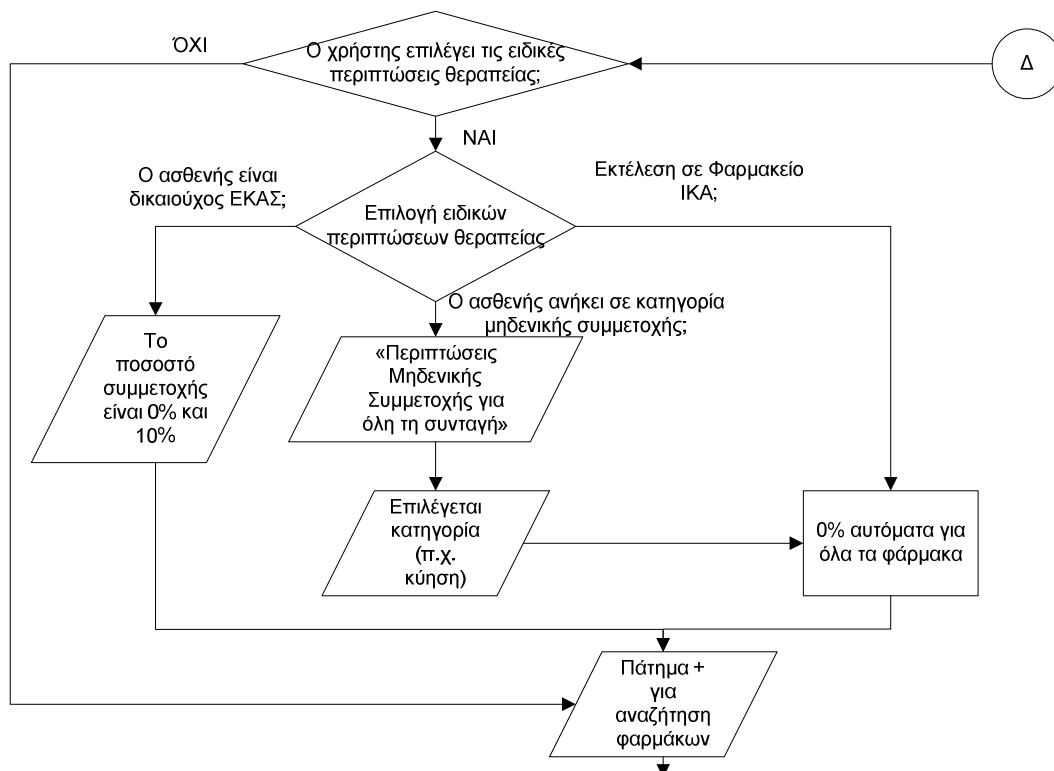 ΌΧΙ
Ο χρήστης επιλέγει τις ειδικές
περιπτώσεις θεραπείας;
Δ
ΝΑΙ
Ο ασθενής είναι
δικαιούχος ΕΚΑΣ;
Εκτέλεση σε Φαρμακείο
ΙΚΑ;
Επιλογή ειδικών
περιπτώσεων θεραπείας
Ο ασθενής ανήκει σε κατηγορία
μηδενικής συμμετοχής;
Το
ποσοστό
συμμετοχής
είναι 0% και
10%
«Περιπτώσεις
Μηδενικής
Συμμετοχής για
όλη τη συνταγή»
Επιλέγεται
κατηγορία
(π.χ.
κύηση)
0% αυτόματα για
όλα τα φάρμακα
Πάτημα +
για
αναζήτηση
φαρμάκων